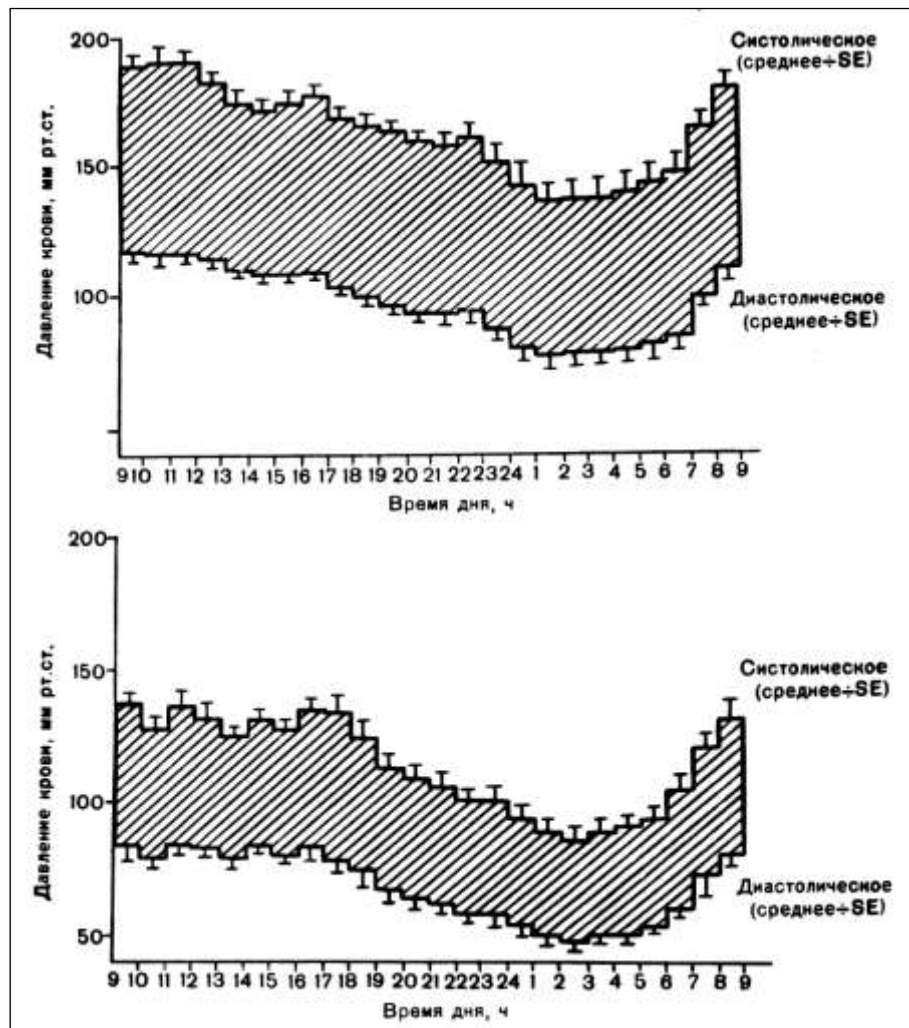 200
150
100
Давление крови, мм рт.ст.
Систолическое
(среднее÷SE)
Диастолическое
(среднее÷SE)
9 10 11 12 13 14 15 16 17 18 19 20 21 22 23 24 1 2 3 4 5 6 7 8 9
Время дня, ч
200
150
100
50
Давление крови, мм рт.ст.
Систолическое
(среднее÷SE)
Диастолическое
(среднее÷SE)
9 10 11 12 13 14 15 16 17 18 19 20 21 22 23 24 1 2 3 4 5 6 7 8 9
Время дня, ч